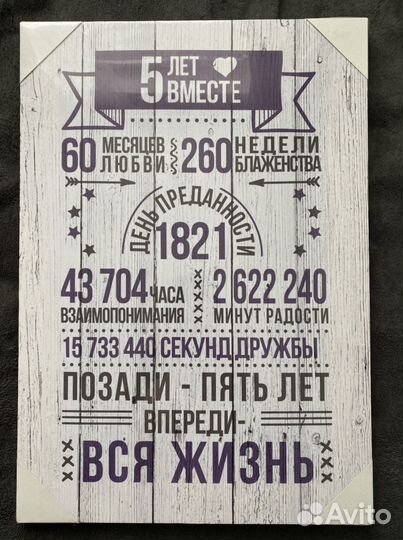 5 ЛЕТ ВМЕСТЕ
60 МЕСЯЦЕВ ЛЮБВИ
260 НЕДЕЛИ БЛАЖЕНСТВА
ДЕНЬ ПРЕДАННОСТИ
1821
43 704 ЧАСА
ВЗАИМОПОНИМАНИЯ
2 622 240
МИНУТ РАДОСТИ
15 733 440 СЕКУНД ДРУЖБЫ
ПОЗАДИ - ПЯТЬ ЛЕТ
ВПЕРЕДИ-
ВСЯ ЖИЗНЬ
Avito